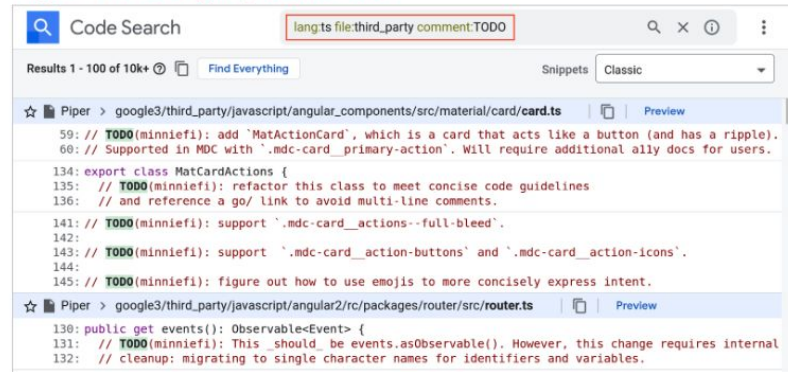 Code Search
lang:ts file:third_party comment:TODO
Results 1 - 100 of 10k+
Find Everything
Snippets
Classic
Piper > google3/third_party/javascript/angular_components/src/material/card/card.ts
Preview
59: // TODO(minniefi): add `MatActionCard`, which is a card that acts like a button (and has a ripple).
60: // Supported in MDC with `.mdc-card__primary-action`. Will require additional a11y docs for users.
134: export class MatCardActions {
135: // TODO(minniefi): refactor this class to meet concise code guidelines
136: // and reference a go/ link to avoid multi-line comments.
141: // TODO(minniefi): support `.mdc-card__actions--full-bleed`.
142:
143: // TODO(minniefi): support `.mdc-card__action-buttons` and `.mdc-card__action-icons`.
144:
145: // TODO(minniefi): figure out how to use emojis to more concisely express intent.
Piper > google3/third_party/javascript/angular2/rc/packages/router/src/router.ts
Preview
130: public get events(): Observable<Event> {
131: // TODO(minniefi): This _should_ be events.asObservable(). However, this change requires internal
132: // cleanup: migrating to single character names for identifiers and variables.